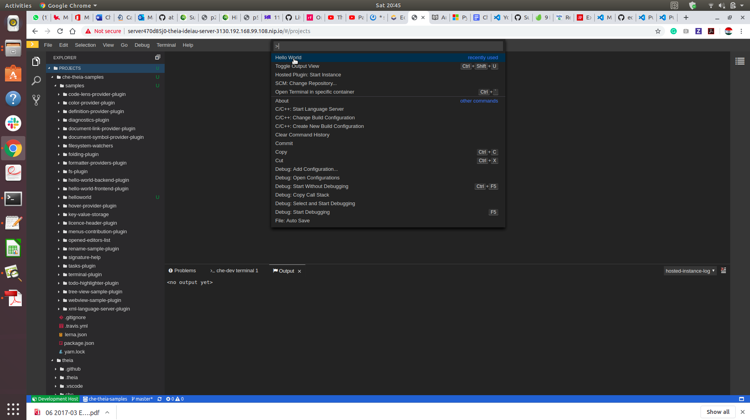 Activities
Google Chrome
Sat 20:45
Not secure
server470d85j0-theia-ideiau-server-3130.192.168.99.108.nip.io/#/projects
File Edit Selection View Go Debug Terminal Help
>
EXPLORER
PROJECTS
che-theia-samples
samples
code-lens-provider-plugin
color-provider-plugin
definition-provider-plugin
diagnostics-plugin
document-link-provider-plugin
document-symbol-provider-plugin
filesystem-watchers
folding-plugin
formatter-providers-plugin
fs-plugin
hello-world-backend-plugin
hello-world-frontend-plugin
helloworld U
hover-provider-plugin
key-value-storage
licence-header-plugin
menus-contribution-plugin
opened-editors-list
rename-sample-plugin
signature-help
tasks-plugin
terminal-plugin
todo-highlighter-plugin
tree-view-sample-plugin
webview-sample-plugin
xml-language-server-plugin
.gitignore
.travis.yml
lerna.json
package.json
yarn.lock
theia
.github
.theia
.vscode
Hello World recently used
Toggle Output View Ctrl + Shift + U
Hosted Plugin: Start Instance
SCM: Change Repository...
Open Terminal in specific container Ctrl + `
About other commands
C/C++: Start Language Server
C/C++: Change Build Configuration
C/C++: Create New Build Configuration
Clear Command History
Commit
Copy Ctrl + C
Cut Ctrl + X
Debug: Add Configuration...
Debug: Open Configurations
Debug: Start Without Debugging Ctrl + F5
Debug: Copy Call Stack
Debug: Select and Start Debugging
Debug: Start Debugging F5
File: Auto Save
Problems
che-dev terminal 1
Output ×
hosted-instance-log
<no output yet>
Development Host che-theia-samples master* 0 0
06 2017-03 E....pdf
Show all